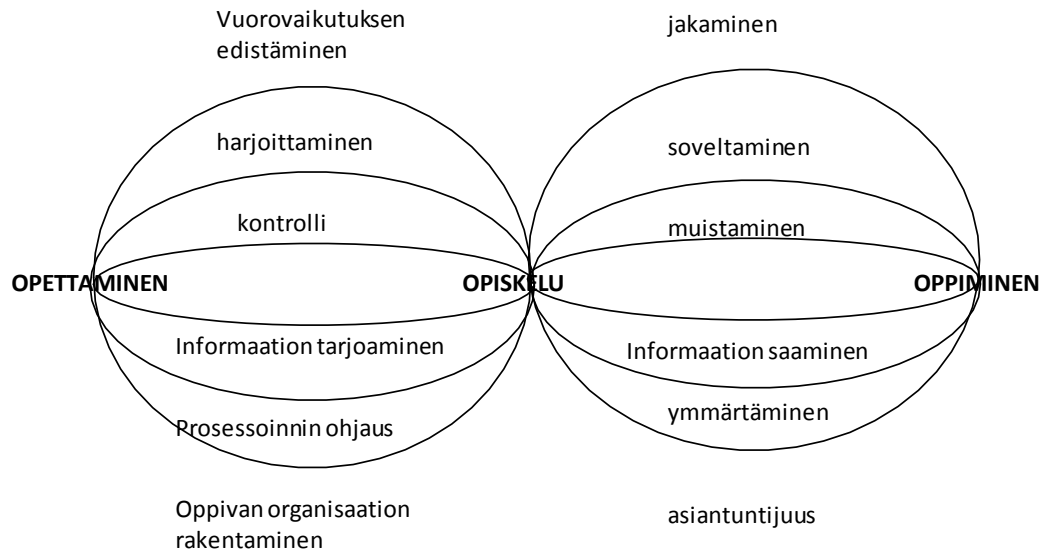 Vuorovaikutuksen
edistäminen
jakaminen
harjoittaminen
soveltaminen
kontrolli
muistaminen
OPETTAMINEN
OPISKELU
OPPIMINEN
Informaation tarjoaminen
Informaation saaminen
Prosessoinnin ohjaus
ymmärtäminen
Oppivan organisaation
rakentaminen
asiantuntijuus